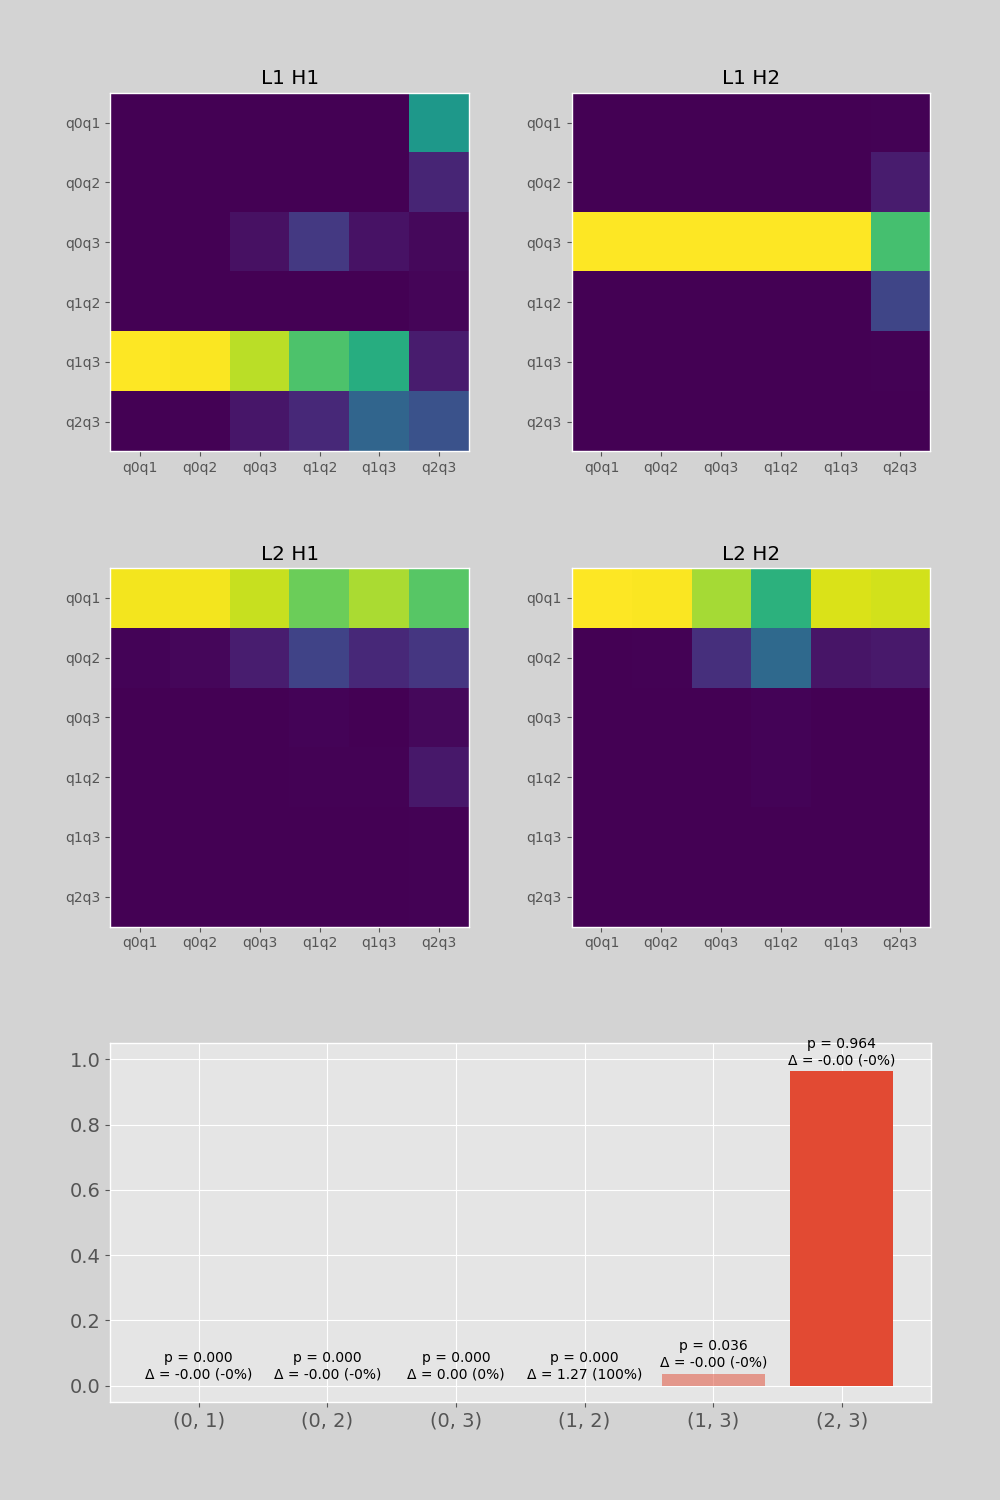 L1 H1
L1 H2
q0q1
q0q2
q0q3
q1q2
q1q3
q2q3
q0q1 q0q2 q0q3 q1q2 q1q3 q2q3
q0q1
q0q2
q0q3
q1q2
q1q3
q2q3
q0q1 q0q2 q0q3 q1q2 q1q3 q2q3
L2 H1
L2 H2
q0q1
q0q2
q0q3
q1q2
q1q3
q2q3
q0q1 q0q2 q0q3 q1q2 q1q3 q2q3
q0q1
q0q2
q0q3
q1q2
q1q3
q2q3
q0q1 q0q2 q0q3 q1q2 q1q3 q2q3
1.0
0.8
0.6
0.4
0.2
0.0
p = 0.000
Δ = -0.00 (-0%)
p = 0.000
Δ = -0.00 (-0%)
p = 0.000
Δ = 0.00 (0%)
p = 0.000
Δ = 1.27 (100%)
p = 0.036
Δ = -0.00 (-0%)
p = 0.964
Δ = -0.00 (-0%)
(0, 1) (0, 2) (0, 3) (1, 2) (1, 3) (2, 3)